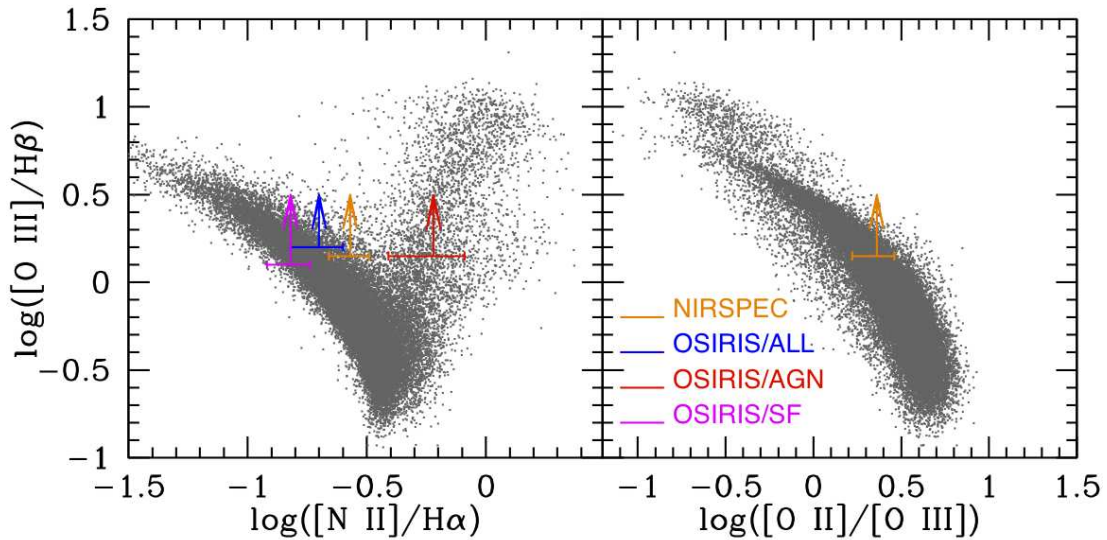 1.5
1
0.5
0
−0.5
−1
log([O III]/Hβ)
−1.5 −1 −0.5 0
−1 −0.5 0 0.5 1 1.5
log([N II]/Hα)
log([O II]/[O III])
NIRSPEC
OSIRIS/ALL
OSIRIS/AGN
OSIRIS/SF